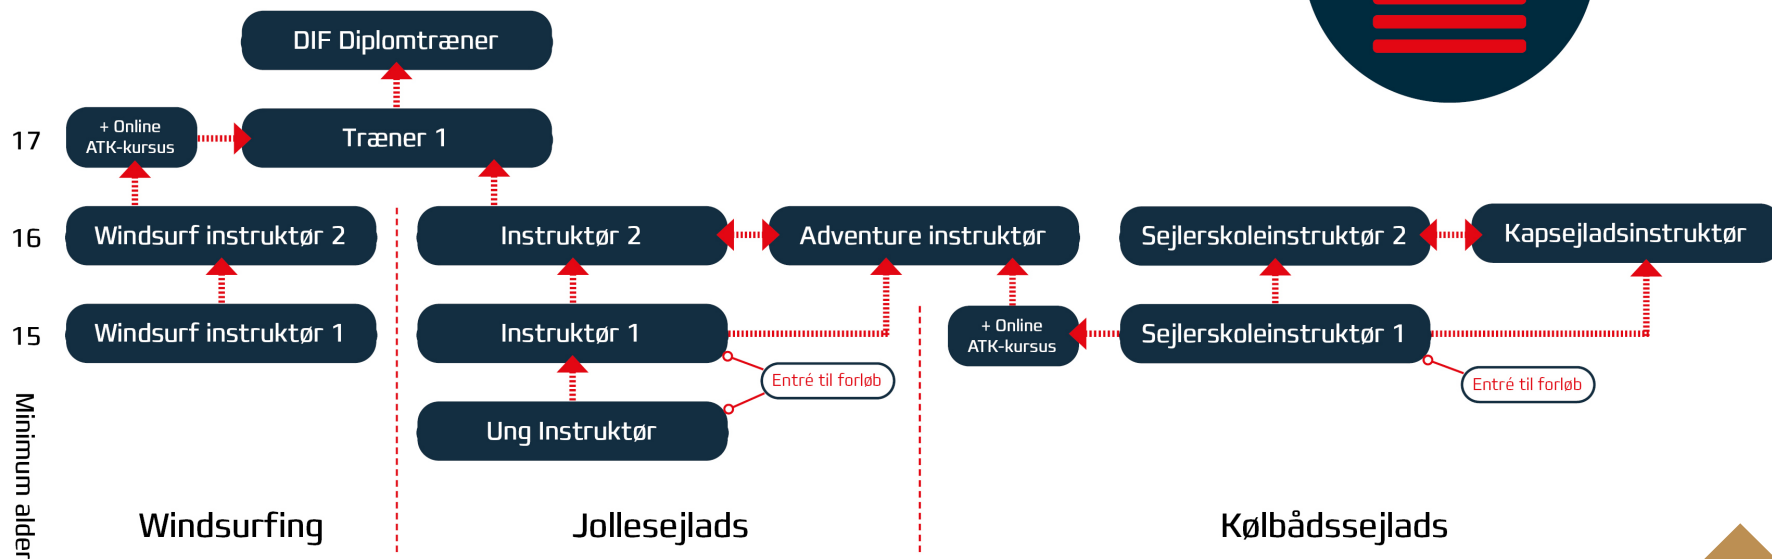 DIF Diplomtræner
17
+ Online
ATK-kursus
Træner 1
16
Windsurf instruktør 2
Instruktør 2
Adventure instruktør
Sejlerskoleinstruktør 2
Kapsejladsinstruktør
15
Windsurf instruktør 1
Instruktør 1
+ Online
ATK-kursus
Sejlerskoleinstruktør 1
Entré til forløb
Entré til forløb
Ung Instruktør
Minimum alder
Windsurfing
Jollesejlads
Kølbådssejlads